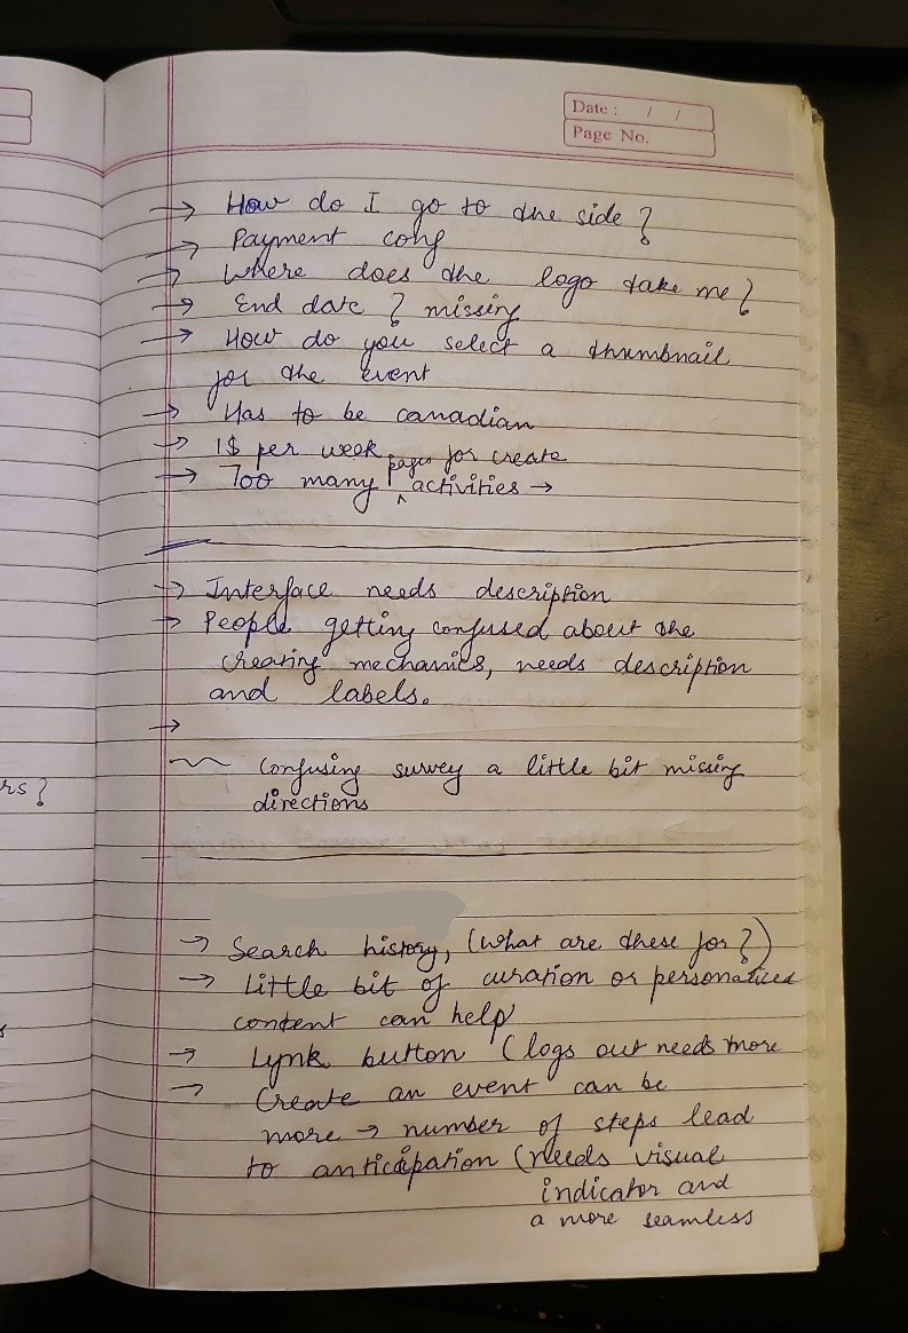 Date : / /
Page No.
→ How do I go to the side?
→ Payment conf
→ Where does the logo take me?
→ End date ? missing
→ How do you select a thumbnail
for the event
→ Has to be canadian
→ 1$ per week
→ Too many pages for create activities →
→ Interface needs description
→ People getting confused about the
creating mechanics, needs description
and labels.
→
~ Confusing survey a little bit missing
directions
rs?
→ Search history, (what are these for?)
→ Little bit of curation or personalized
content can help
→ Lynk button (logs out needs more
→ Create an event can be
more → number of steps lead
to anticipation (needs visual
indicator and
a more seamless